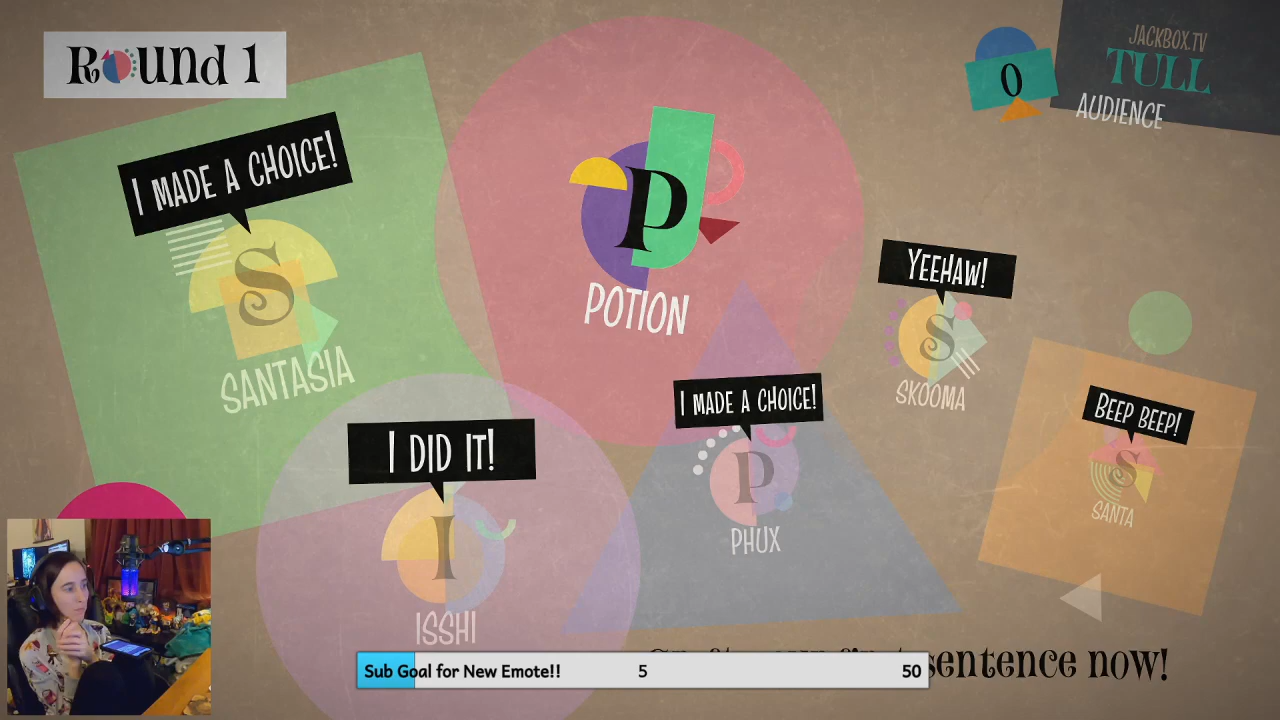 Round 1
JACKBOX.TV
TULL
0
AUDIENCE
I MADE A CHOICE!
S
SANTASIA
P
POTION
YEEHAW!
S
SKOOMA
I MADE A CHOICE!
P
PHUX
BEEP BEEP!
S
SANTA
I DID IT!
I
ISSHI
sentence now!
Sub Goal for New Emote!! 5 50